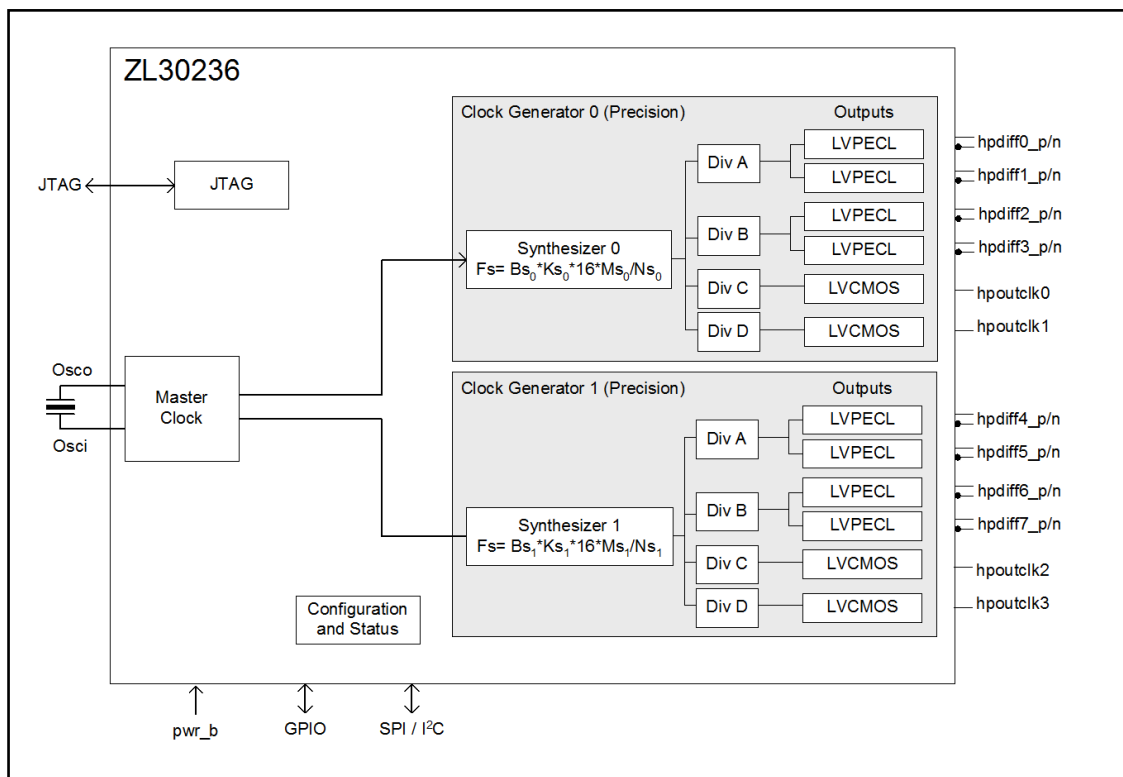 ZL30236
JTAG
JTAG
Osco
Osci
Master
Clock
Clock Generator 0 (Precision)
Outputs
Synthesizer 0
Fs= Bs₀*Ks₀*16*Ms₀/Ns₀
Div A
Div B
Div C
Div D
LVPECL
LVPECL
LVPECL
LVPECL
LVCMOS
LVCMOS
hpdiff0_p/n
hpdiff1_p/n
hpdiff2_p/n
hpdiff3_p/n
hpoutclk0
hpoutclk1
Clock Generator 1 (Precision)
Outputs
Synthesizer 1
Fs= Bs₁*Ks₁*16*Ms₁/Ns₁
Div A
Div B
Div C
Div D
LVPECL
LVPECL
LVPECL
LVPECL
LVCMOS
LVCMOS
hpdiff4_p/n
hpdiff5_p/n
hpdiff6_p/n
hpdiff7_p/n
hpoutclk2
hpoutclk3
Configuration
and Status
pwr_b
GPIO
SPI / I²C